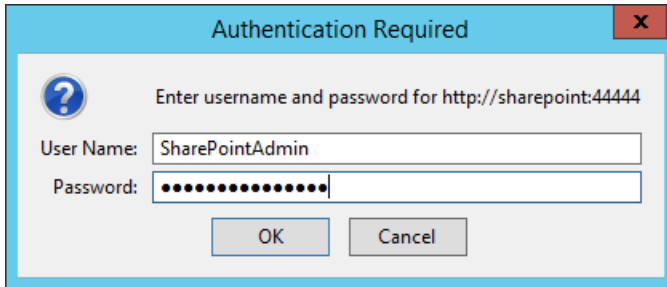 Authentication Required
x
?
Enter username and password for http://sharepoint:44444
User Name: SharePointAdmin
Password: ●●●●●●●●●●●●●●●
OK Cancel